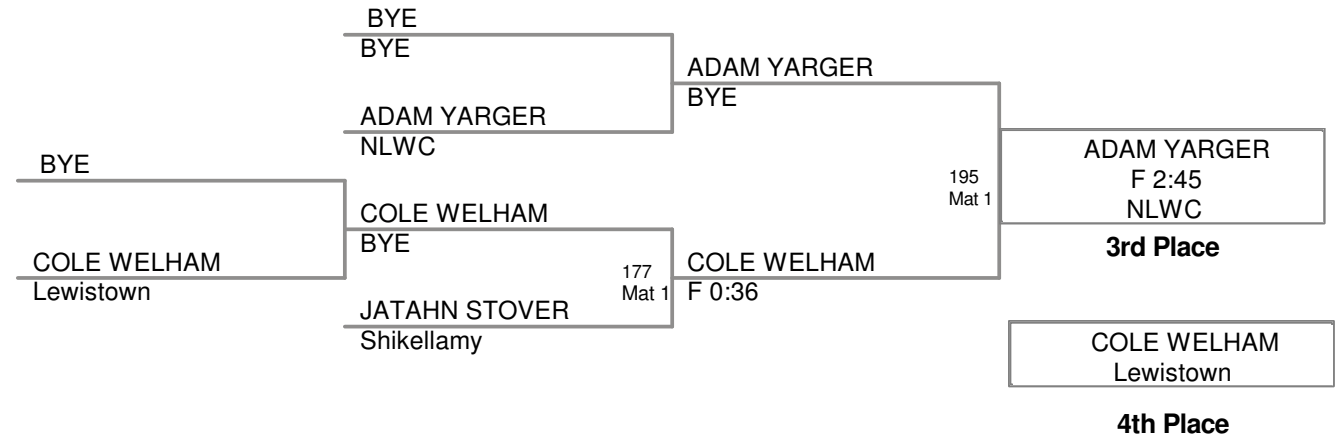 BYE
BYE
ADAM YARGER
BYE
ADAM YARGER
NLWC
BYE
COLE WELHAM
BYE
COLE WELHAM
Lewistown
177
Mat 1
COLE WELHAM
F 0:36
JATAHN STOVER
Shikellamy
195
Mat 1
ADAM YARGER
F 2:45
NLWC
3rd Place
COLE WELHAM
Lewistown
4th Place